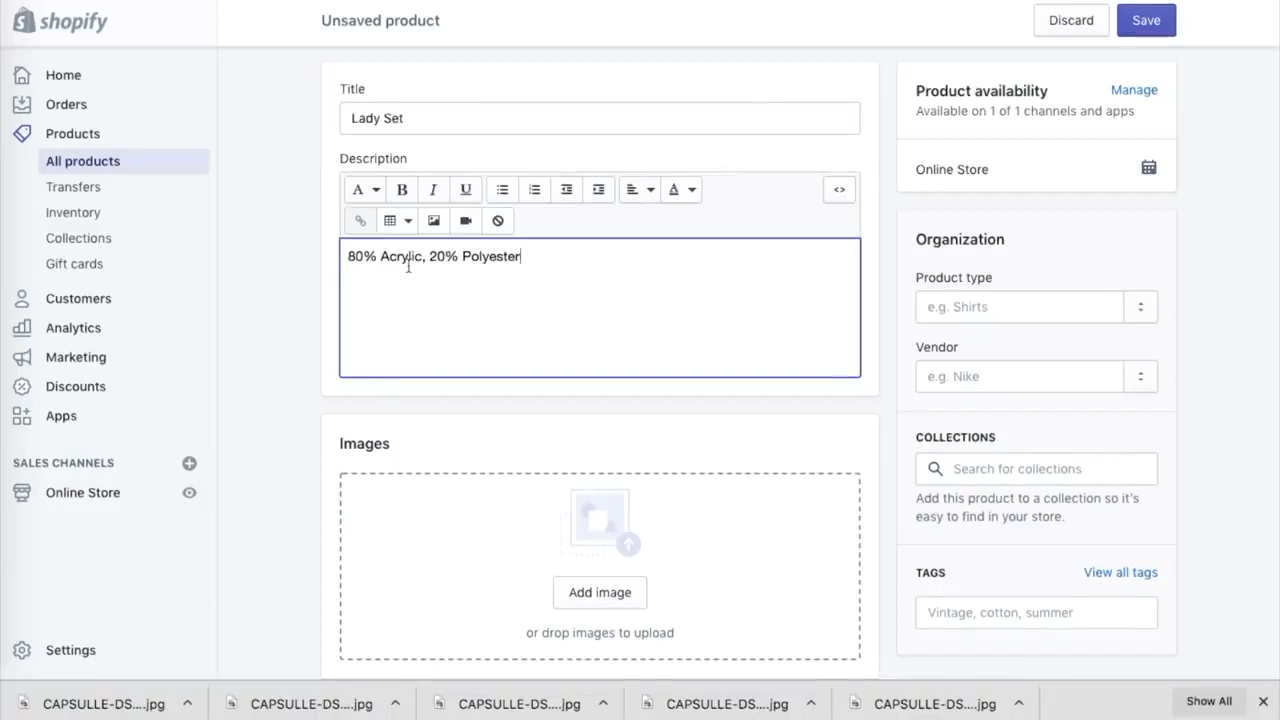 shopify
Unsaved product
Discard
Save
Home
Orders
Products
All products
Transfers
Inventory
Collections
Gift cards
Customers
Analytics
Marketing
Discounts
Apps
SALES CHANNELS
Online Store
Settings
Title
Lady Set
Description
A B I U A <>
80% Acrylic, 20% Polyester
Images
Add image
or drop images to upload
Product availability
Manage
Available on 1 of 1 channels and apps
Online Store
Organization
Product type
e.g. Shirts
Vendor
e.g. Nike
COLLECTIONS
Search for collections
Add this product to a collection so it's
easy to find in your store.
TAGS
View all tags
Vintage, cotton, summer
CAPSULLE-DS....jpg
CAPSULLE-DS....jpg
CAPSULLE-DS....jpg
CAPSULLE-DS....jpg
CAPSULLE-DS....jpg
Show All